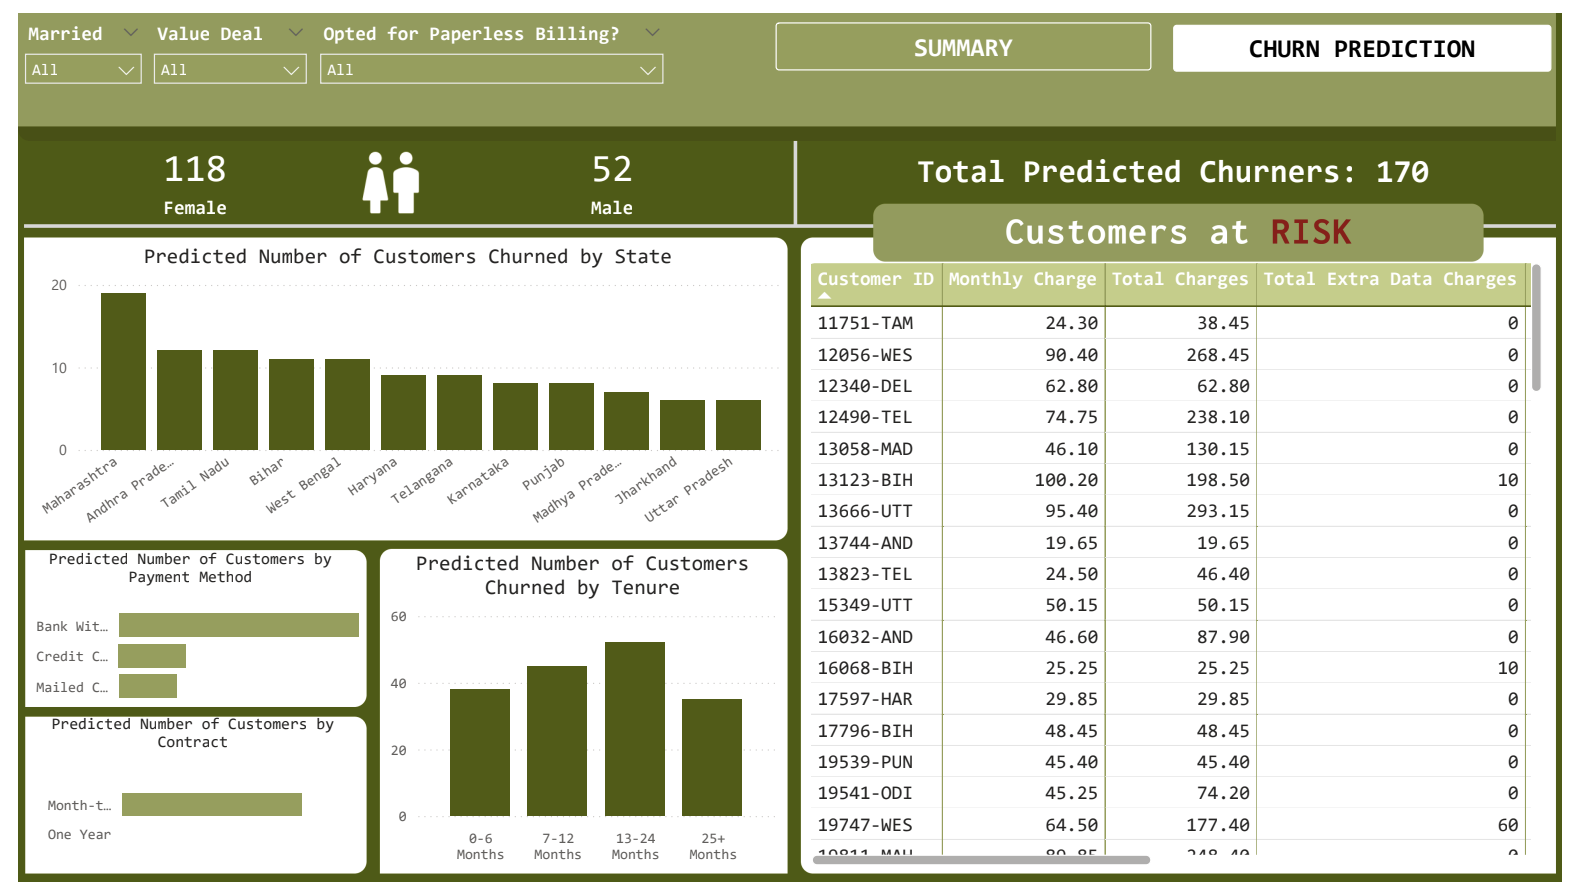 Married Value Deal Opted for Paperless Billing?
All All All
SUMMARY
CHURN PREDICTION
118
Female
52
Male
Total Predicted Churners: 170
Customers at RISK
Predicted Number of Customers Churned by State
20
10
0
Maharashtra
Andhra Prade…
Tamil Nadu
Bihar
West Bengal
Haryana
Telangana
Karnataka
Punjab
Madhya Prade…
Jharkhand
Uttar Pradesh
Predicted Number of Customers by
Payment Method
Bank Wit…
Credit C…
Mailed C…
Predicted Number of Customers by
Contract
Month-t…
One Year
Predicted Number of Customers
Churned by Tenure
60
40
20
0
0-6 Months
7-12 Months
13-24 Months
25+ Months
Customer ID Monthly Charge Total Charges Total Extra Data Charges
11751-TAM 24.30 38.45 0
12056-WES 90.40 268.45 0
12340-DEL 62.80 62.80 0
12490-TEL 74.75 238.10 0
13058-MAD 46.10 130.15 0
13123-BIH 100.20 198.50 10
13666-UTT 95.40 293.15 0
13744-AND 19.65 19.65 0
13823-TEL 24.50 46.40 0
15349-UTT 50.15 50.15 0
16032-AND 46.60 87.90 0
16068-BIH 25.25 25.25 10
17597-HAR 29.85 29.85 0
17796-BIH 48.45 48.45 0
19539-PUN 45.40 45.40 0
19541-ODI 45.25 74.20 0
19747-WES 64.50 177.40 60